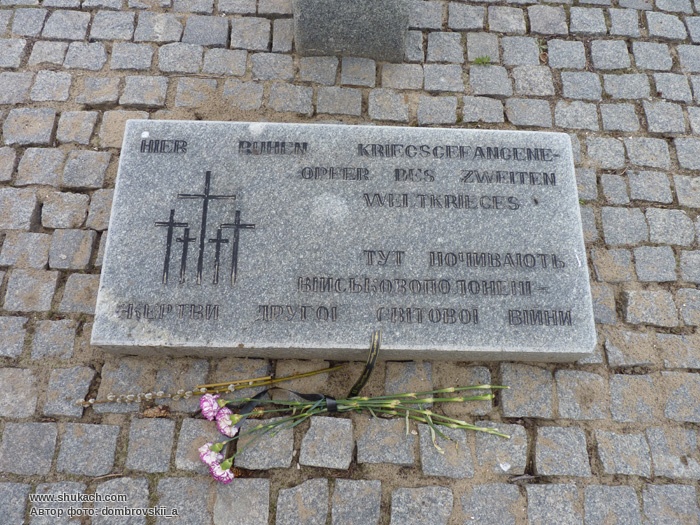 HIER RUHEN KRIEGSGEFANGENE-
OPFER DES ZWEITEN
WELTKRIEGES
ТУТ ПОЧИВАЮТЬ
ВІЙСЬКОВОПОЛОНЕНІ-
ЖЕРТВИ ДРУГОЇ СВІТОВОЇ ВІЙНИ
www.shukach.com
Автор фото: dombrovskii_a